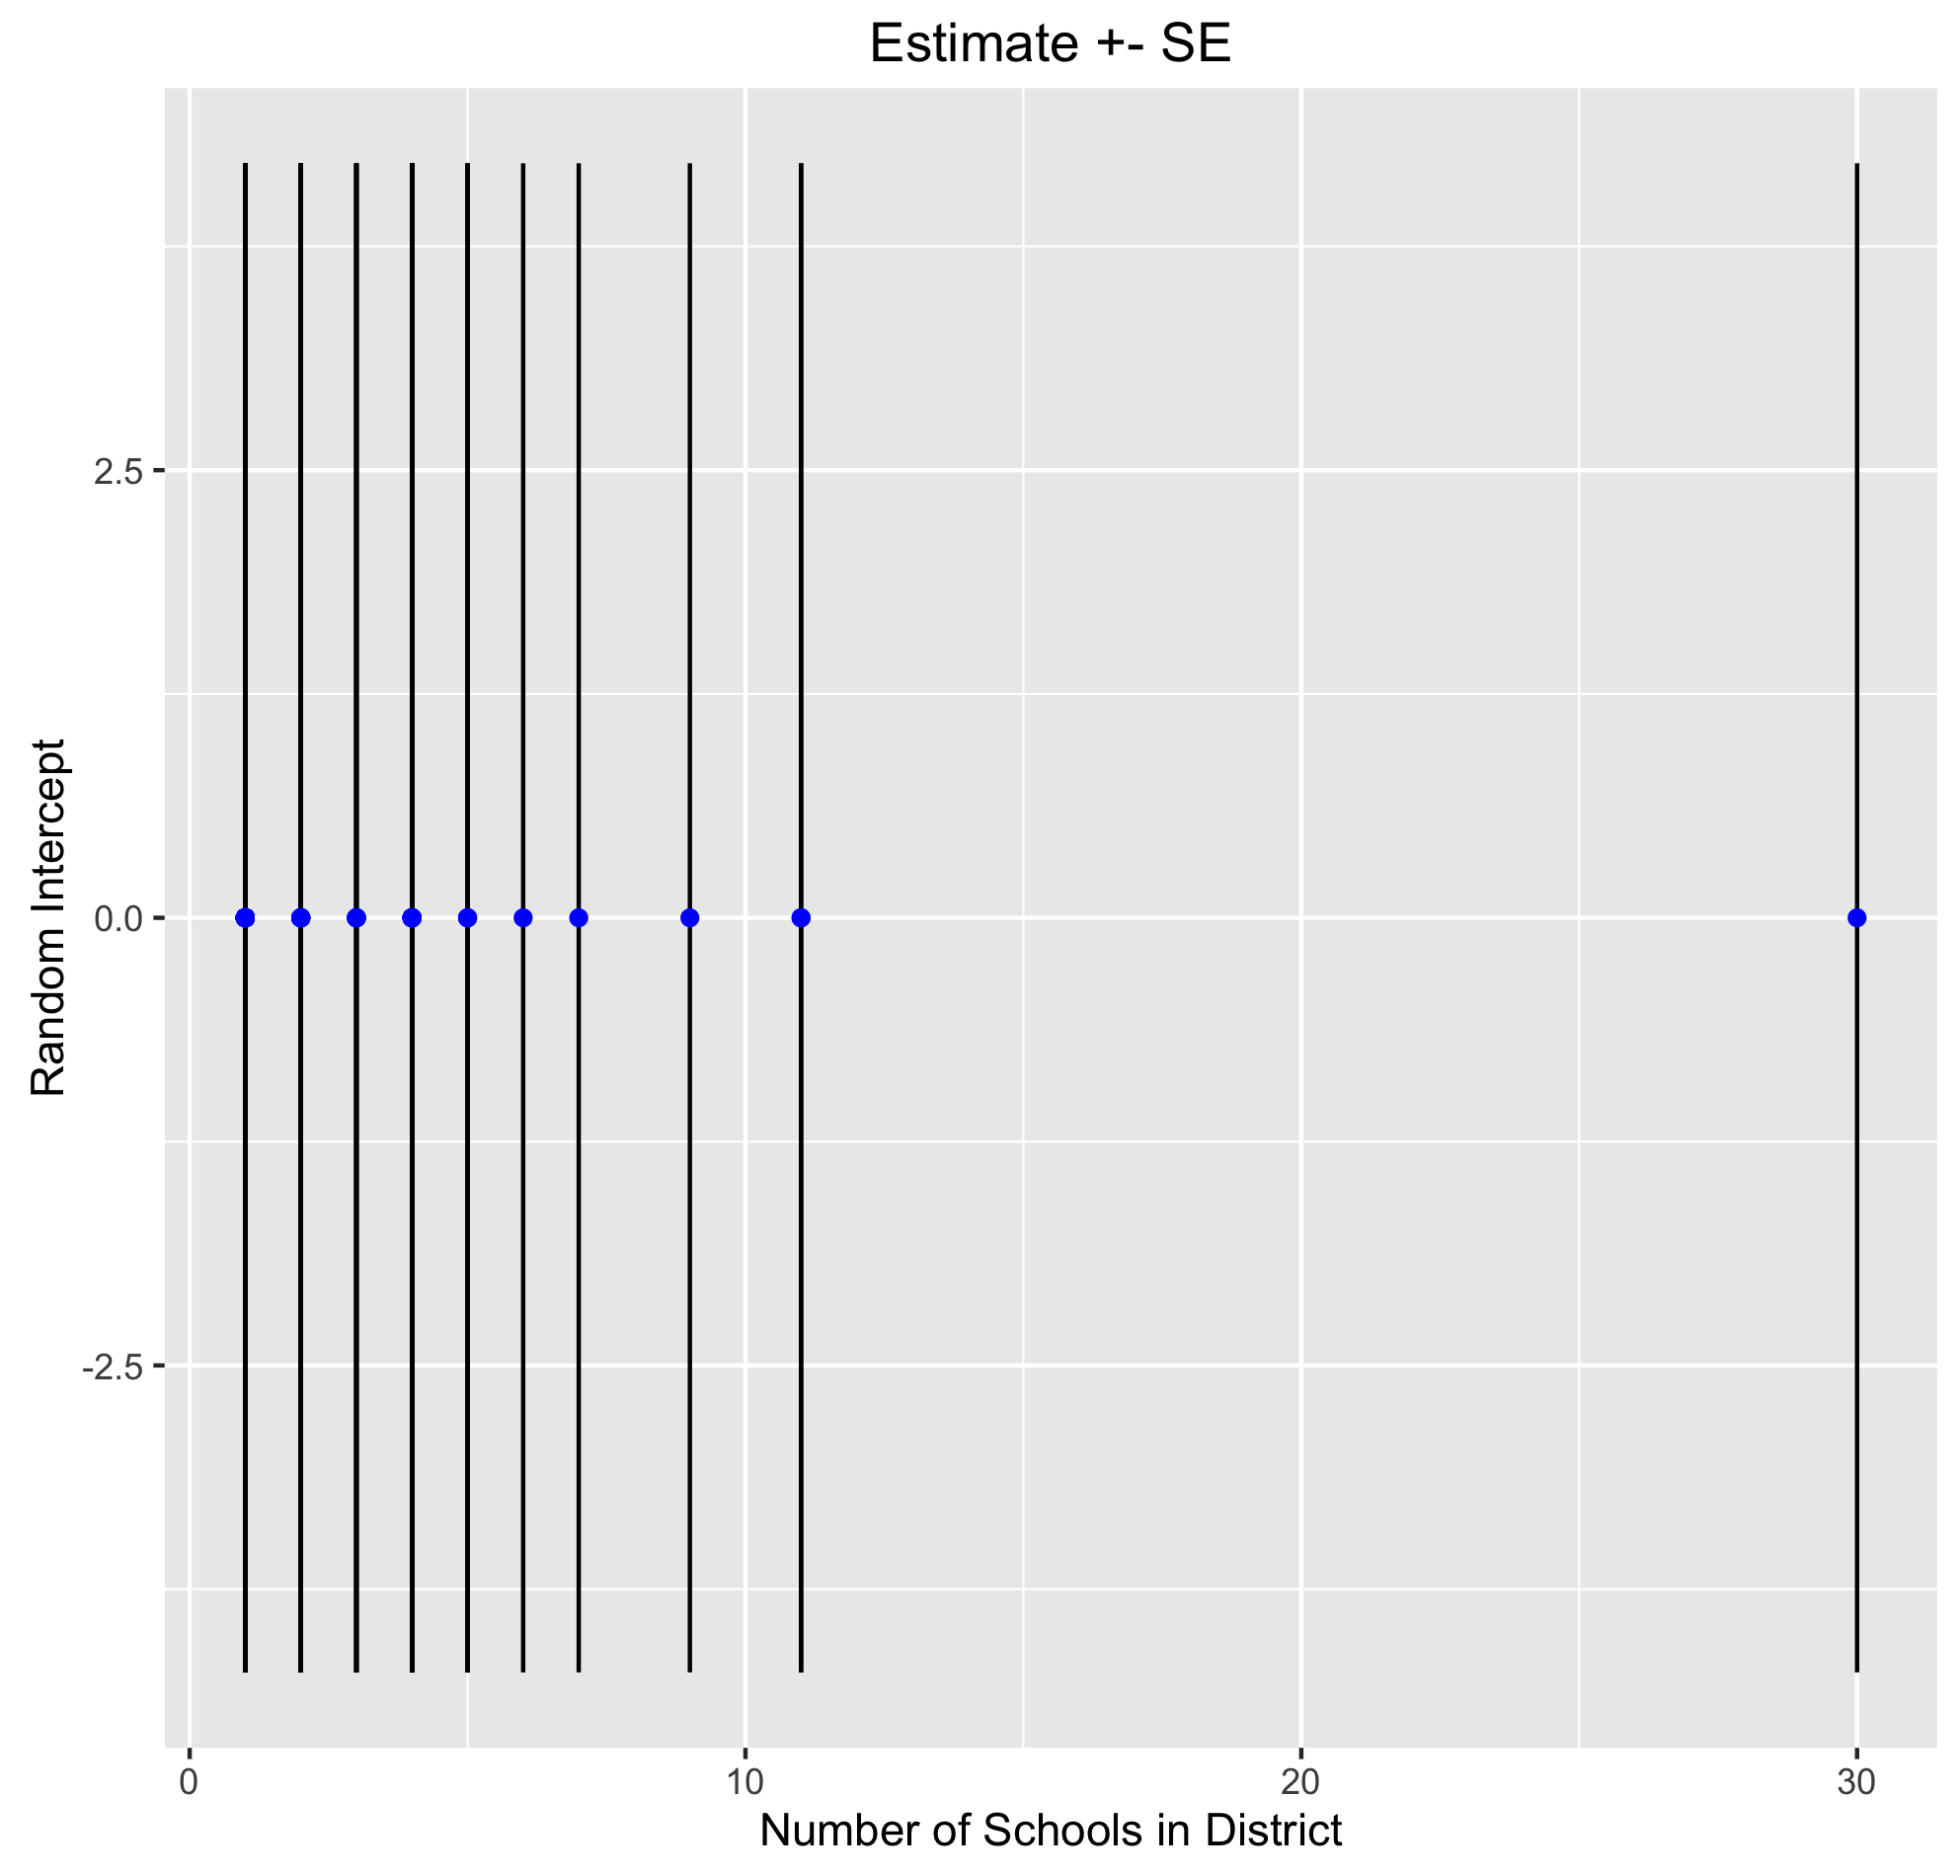 Estimate +- SE
Random Intercept
2.5
0.0
-2.5
0
10
20
30
Number of Schools in District